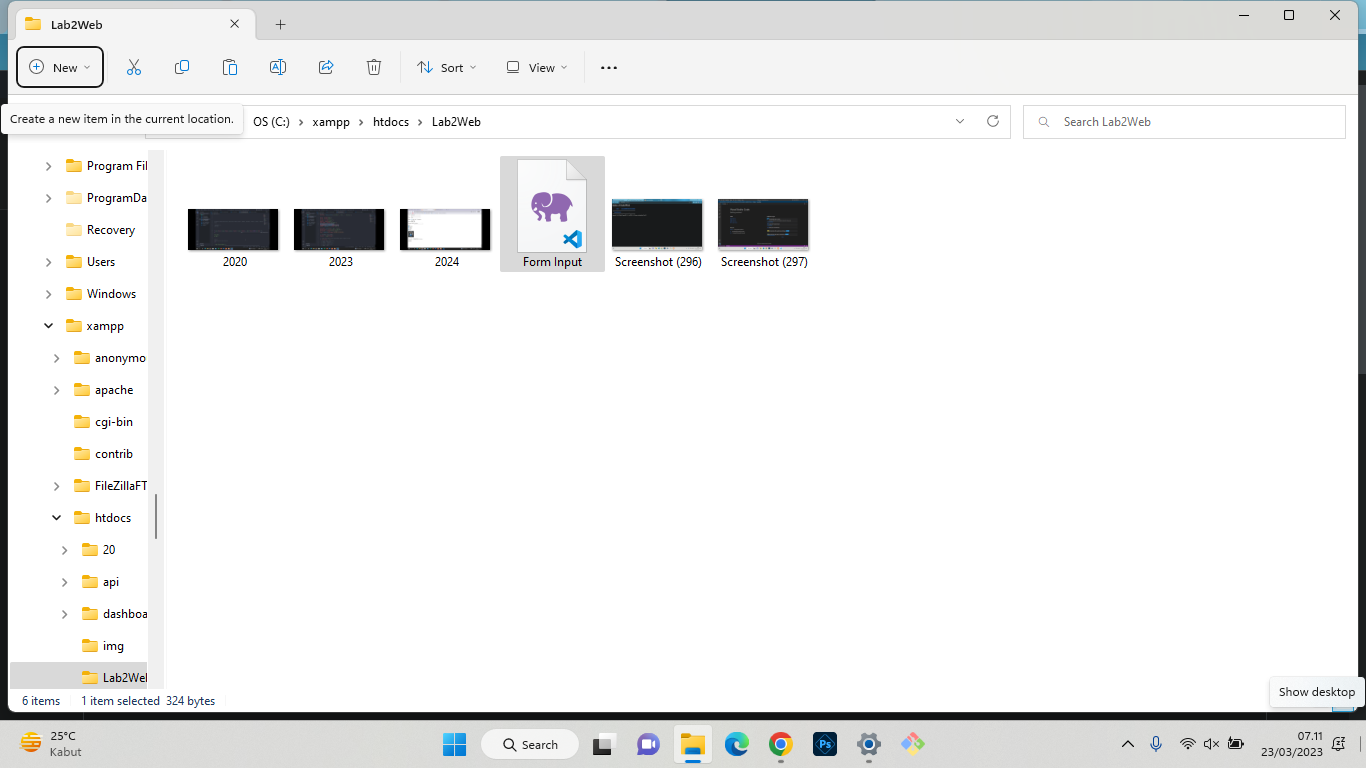 Lab2Web
New
Sort
View
Create a new item in the current location.
OS (C:) > xampp > htdocs > Lab2Web
Search Lab2Web
Program Fil
ProgramDa
Recovery
Users
Windows
xampp
anonymo
apache
cgi-bin
contrib
FileZillaFT
htdocs
20
api
dashboa
img
Lab2Wel
2020
2023
2024
Form Input
Screenshot (296)
Screenshot (297)
6 items
1 item selected 324 bytes
Show desktop
25°C
Kabut
Search
Ps
07.11
23/03/2023